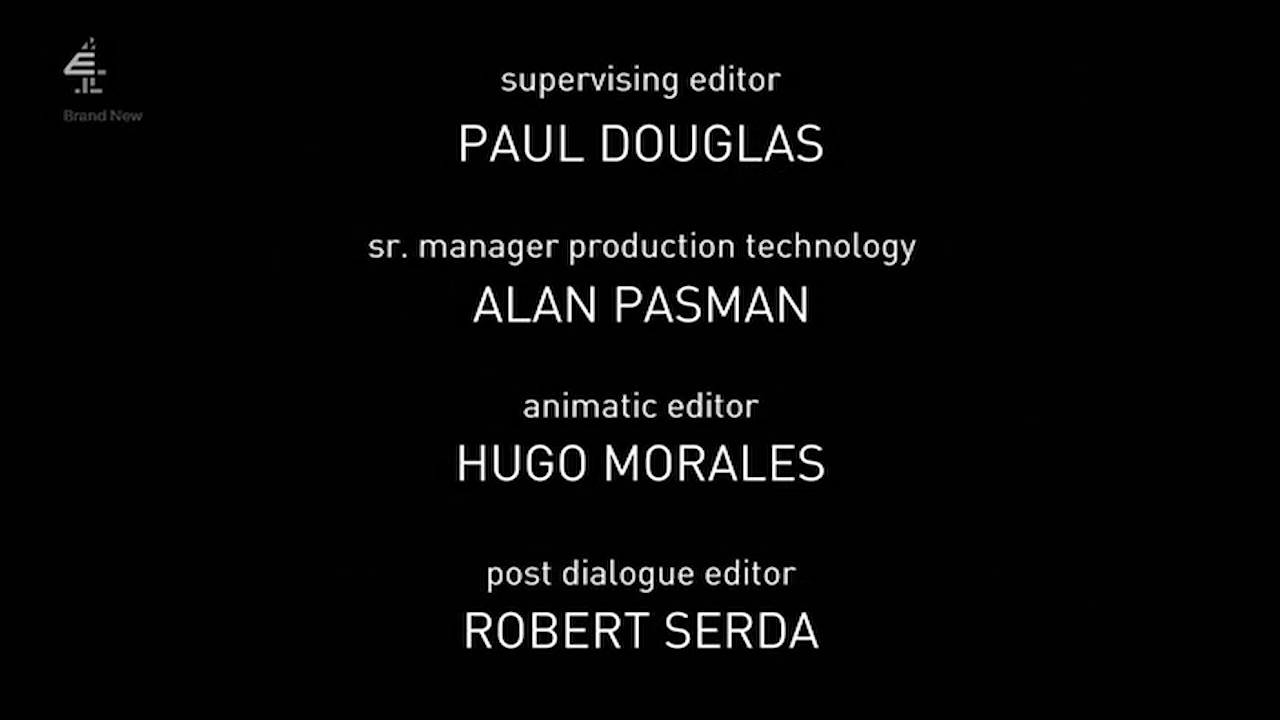 supervising editor
PAUL DOUGLAS
sr. manager production technology
ALAN PASMAN
animatic editor
HUGO MORALES
post dialogue editor
ROBERT SERDA
4
Brand New